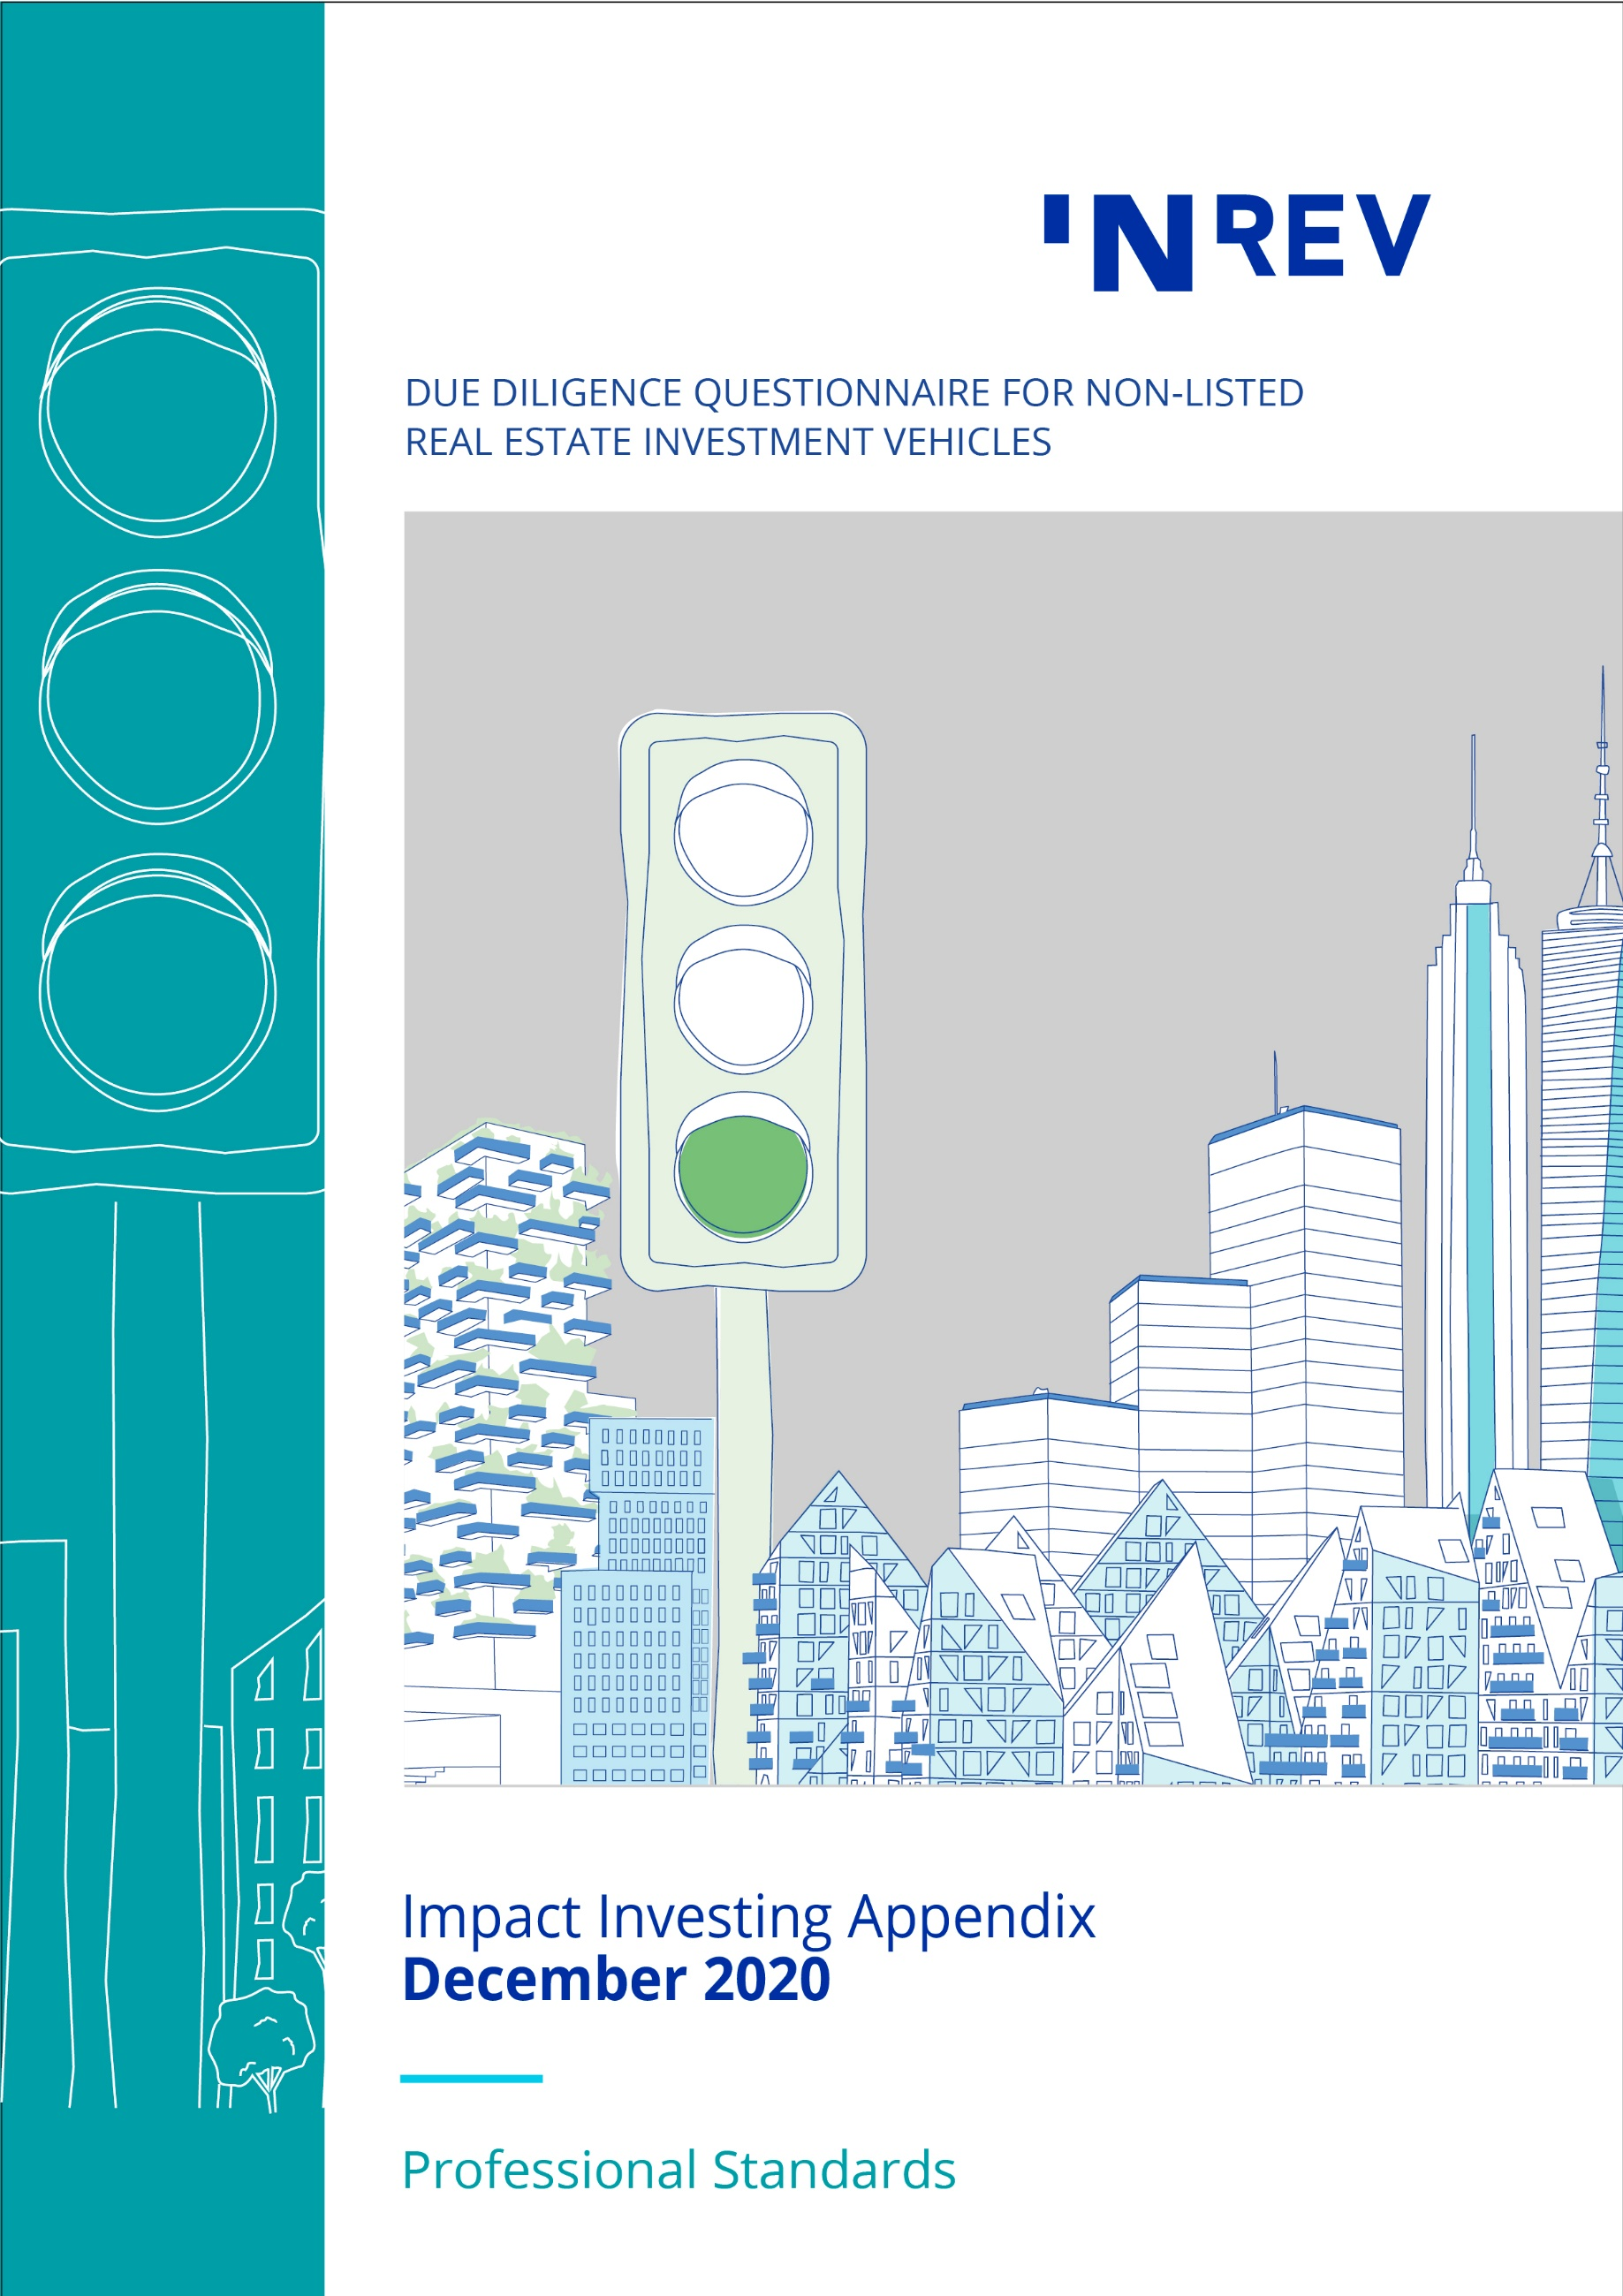 INREV
DUE DILIGENCE QUESTIONNAIRE FOR NON-LISTED
REAL ESTATE INVESTMENT VEHICLES
Impact Investing Appendix
December 2020
Professional Standards